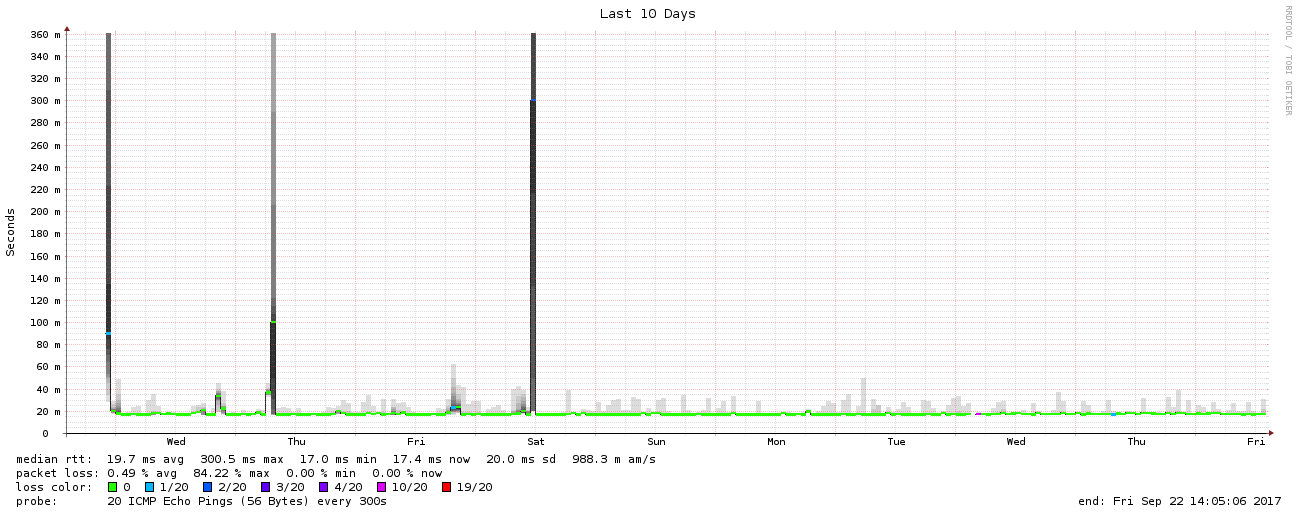 Last 10 Days
RRDTOOL / TOBI OETIKER
Seconds
360 m
340 m
320 m
300 m
280 m
260 m
240 m
220 m
200 m
180 m
160 m
140 m
120 m
100 m
80 m
60 m
40 m
20 m
0
Wed Thu Fri Sat Sun Mon Tue Wed Thu Fri
median rtt: 19.7 ms avg 300.5 ms max 17.0 ms min 17.4 ms now 20.0 ms sd 988.3 m am/s
packet loss: 0.49 % avg 84.22 % max 0.00 % min 0.00 % now
loss color: 0 1/20 2/20 3/20 4/20 10/20 19/20
probe: 20 ICMP Echo Pings (56 Bytes) every 300s end: Fri Sep 22 14:05:06 2017